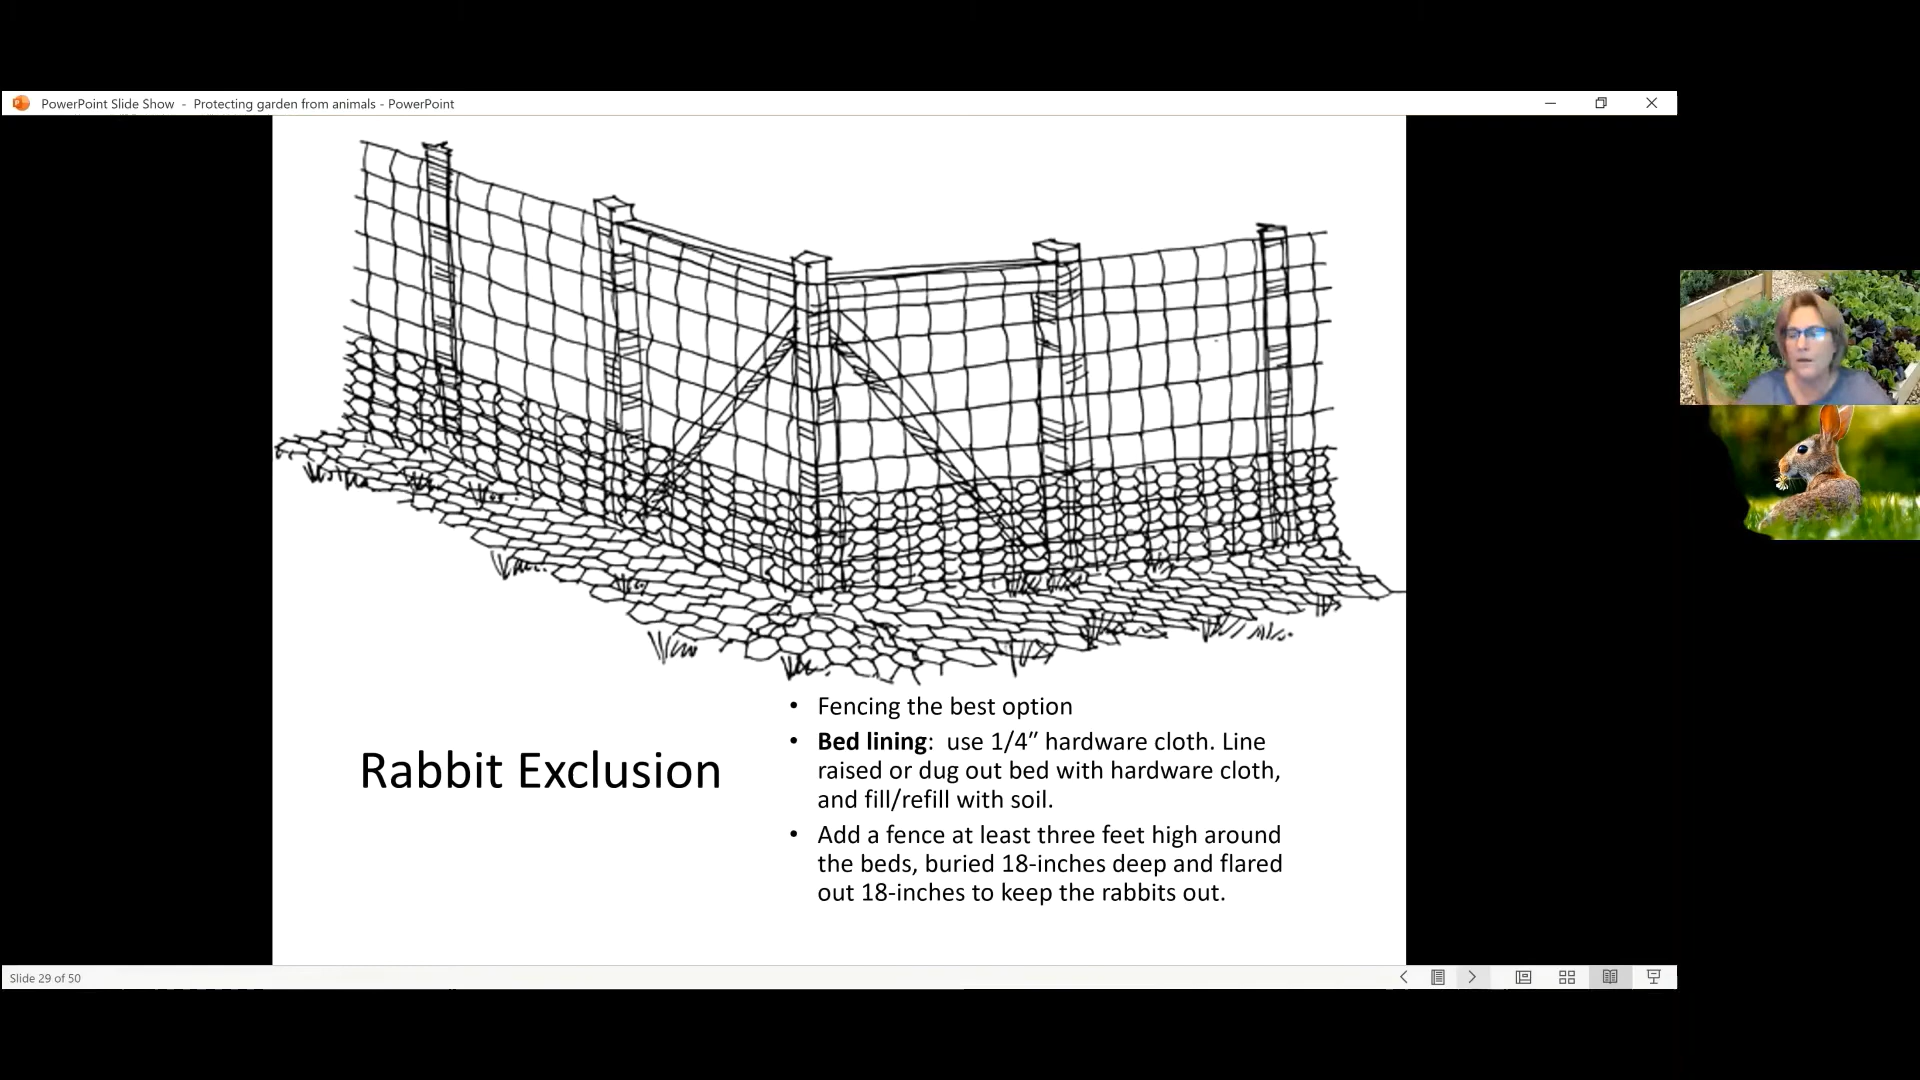 PowerPoint Slide Show - Protecting garden from animals - PowerPoint
• Fencing the best option
• Bed lining: use 1/4″ hardware cloth. Line
raised or dug out bed with hardware cloth,
and fill/refill with soil.
Rabbit Exclusion
• Add a fence at least three feet high around
the beds, buried 18-inches deep and flared
out 18-inches to keep the rabbits out.
Slide 29 of 50